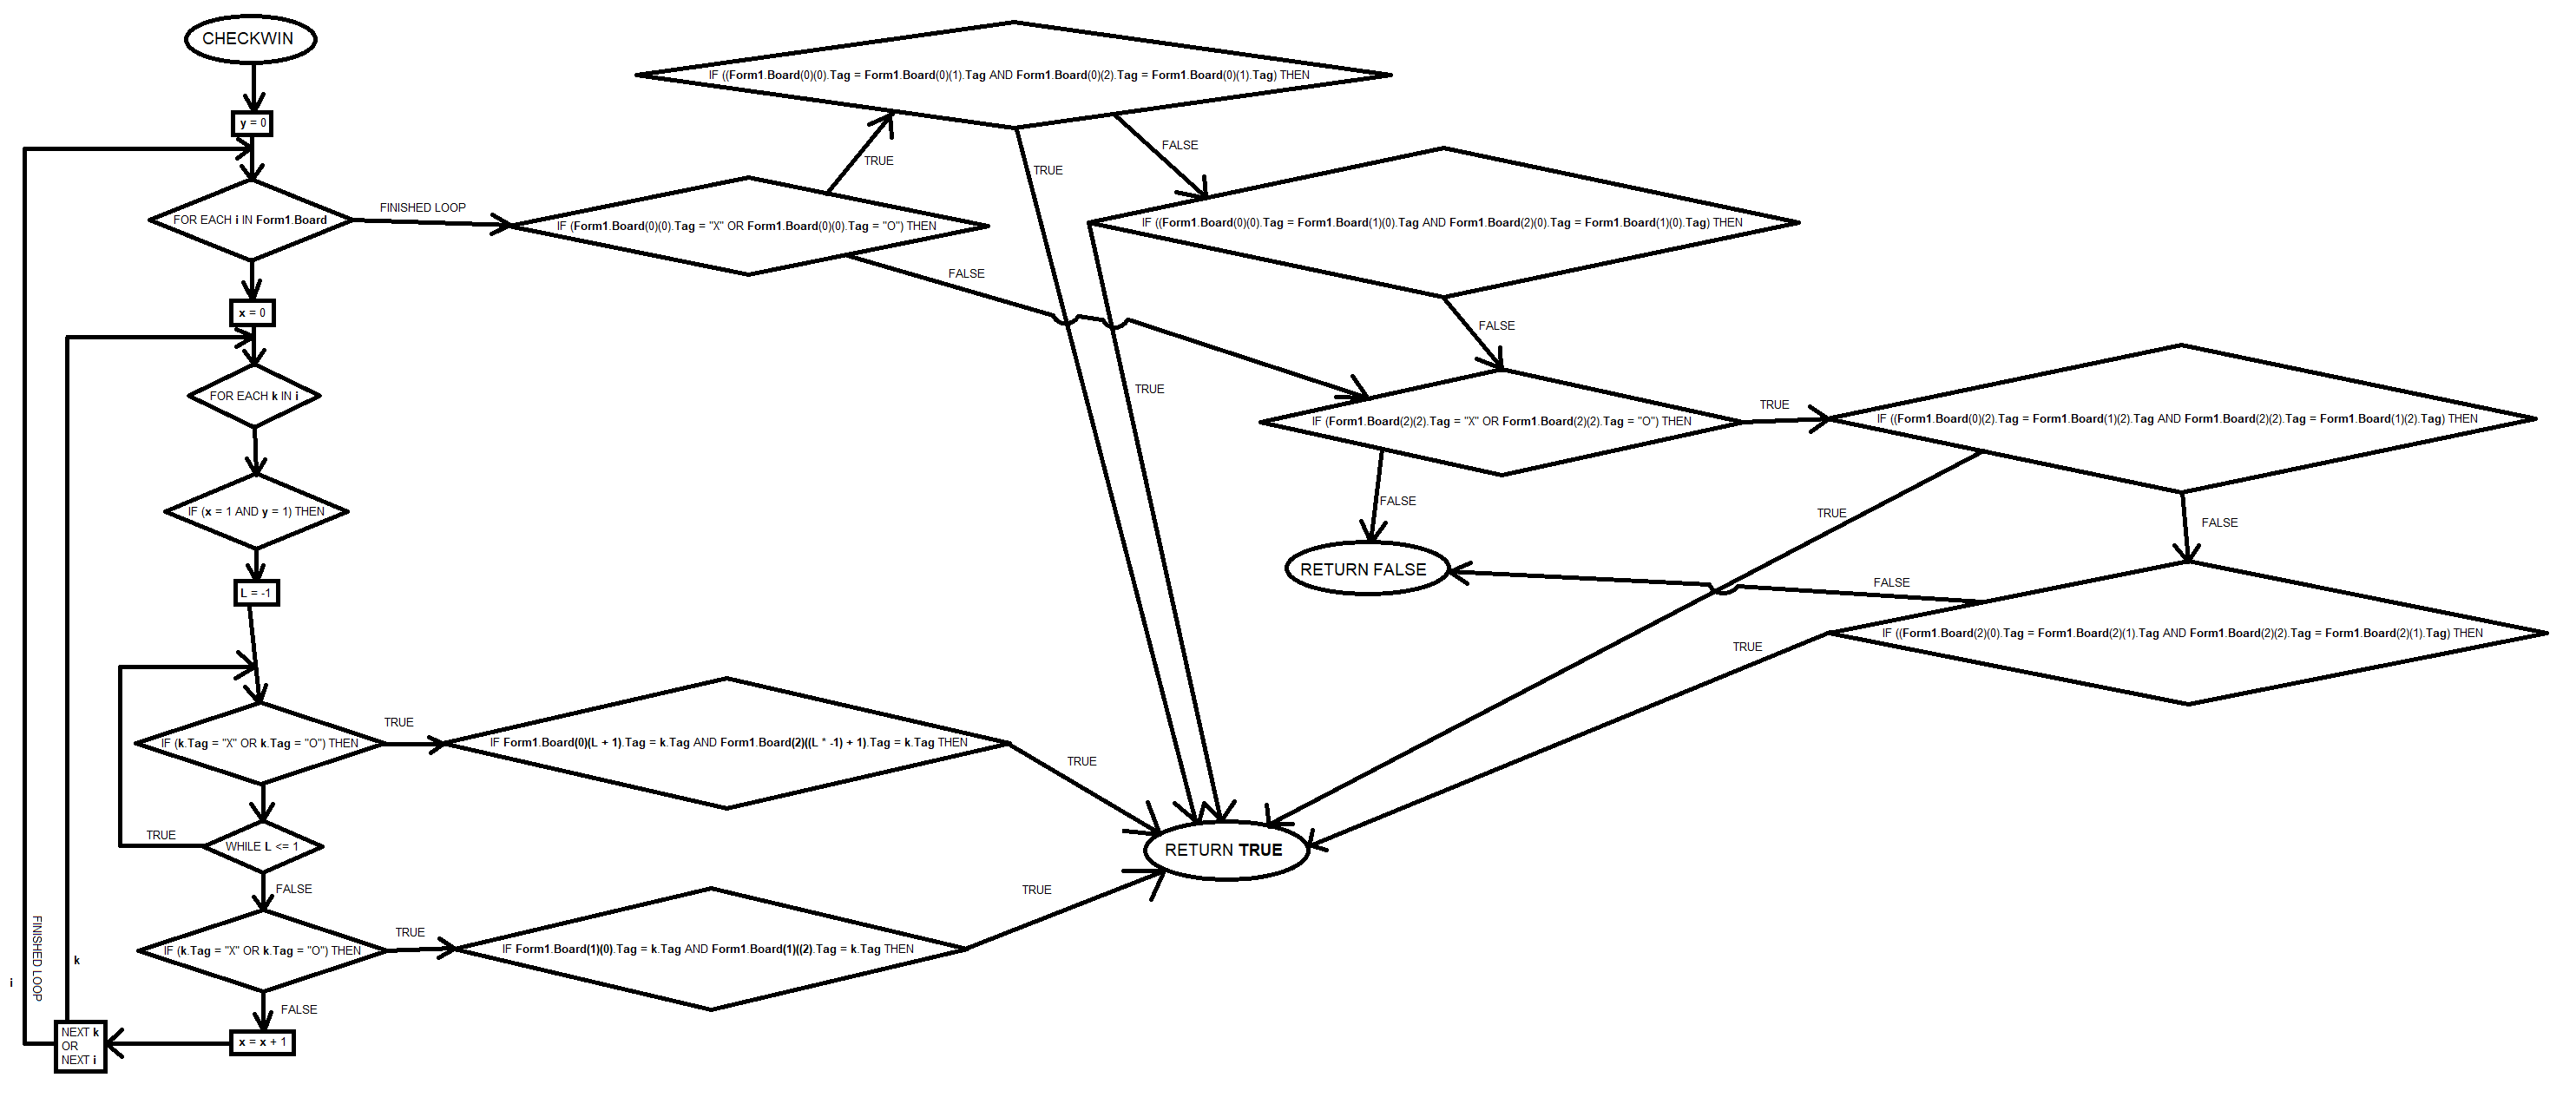 CHECKWIN
y = 0
FOR EACH i IN Form1.Board
FINISHED LOOP
x = 0
FOR EACH k IN i
IF (x = 1 AND y = 1) THEN
L = -1
IF (k.Tag = "X" OR k.Tag = "O") THEN
TRUE
IF Form1.Board(0)(L + 1).Tag = k.Tag AND Form1.Board(2)((L * -1) + 1).Tag = k.Tag THEN
TRUE
WHILE L <= 1
TRUE
FALSE
IF (k.Tag = "X" OR k.Tag = "O") THEN
TRUE
IF Form1.Board(1)(0).Tag = k.Tag AND Form1.Board(1)((2).Tag = k.Tag THEN
TRUE
FALSE
x = x + 1
NEXT k
OR
NEXT i
k
i
FINISHED LOOP
IF (Form1.Board(0)(0).Tag = "X" OR Form1.Board(0)(0).Tag = "O") THEN
TRUE
FALSE
IF ((Form1.Board(0)(0).Tag = Form1.Board(0)(1).Tag AND Form1.Board(0)(2).Tag = Form1.Board(0)(1).Tag) THEN
TRUE
FALSE
IF ((Form1.Board(0)(0).Tag = Form1.Board(1)(0).Tag AND Form1.Board(2)(0).Tag = Form1.Board(1)(0).Tag) THEN
TRUE
FALSE
IF (Form1.Board(2)(2).Tag = "X" OR Form1.Board(2)(2).Tag = "O") THEN
TRUE
FALSE
IF ((Form1.Board(0)(2).Tag = Form1.Board(1)(2).Tag AND Form1.Board(2)(2).Tag = Form1.Board(1)(2).Tag) THEN
TRUE
FALSE
IF ((Form1.Board(2)(0).Tag = Form1.Board(2)(1).Tag AND Form1.Board(2)(2).Tag = Form1.Board(2)(1).Tag) THEN
FALSE
TRUE
RETURN FALSE
RETURN TRUE